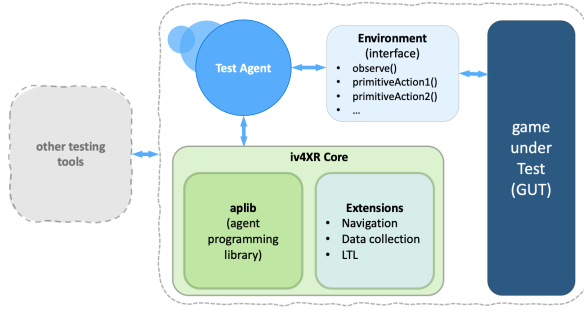 other testing
tools
Test Agent
Environment
(interface)
• observe()
• primitiveAction1()
• primitiveAction2()
• ...
iv4XR Core
aplib
(agent
programming
library)
Extensions
• Navigation
• Data collection
• LTL
game
under
Test
(GUT)